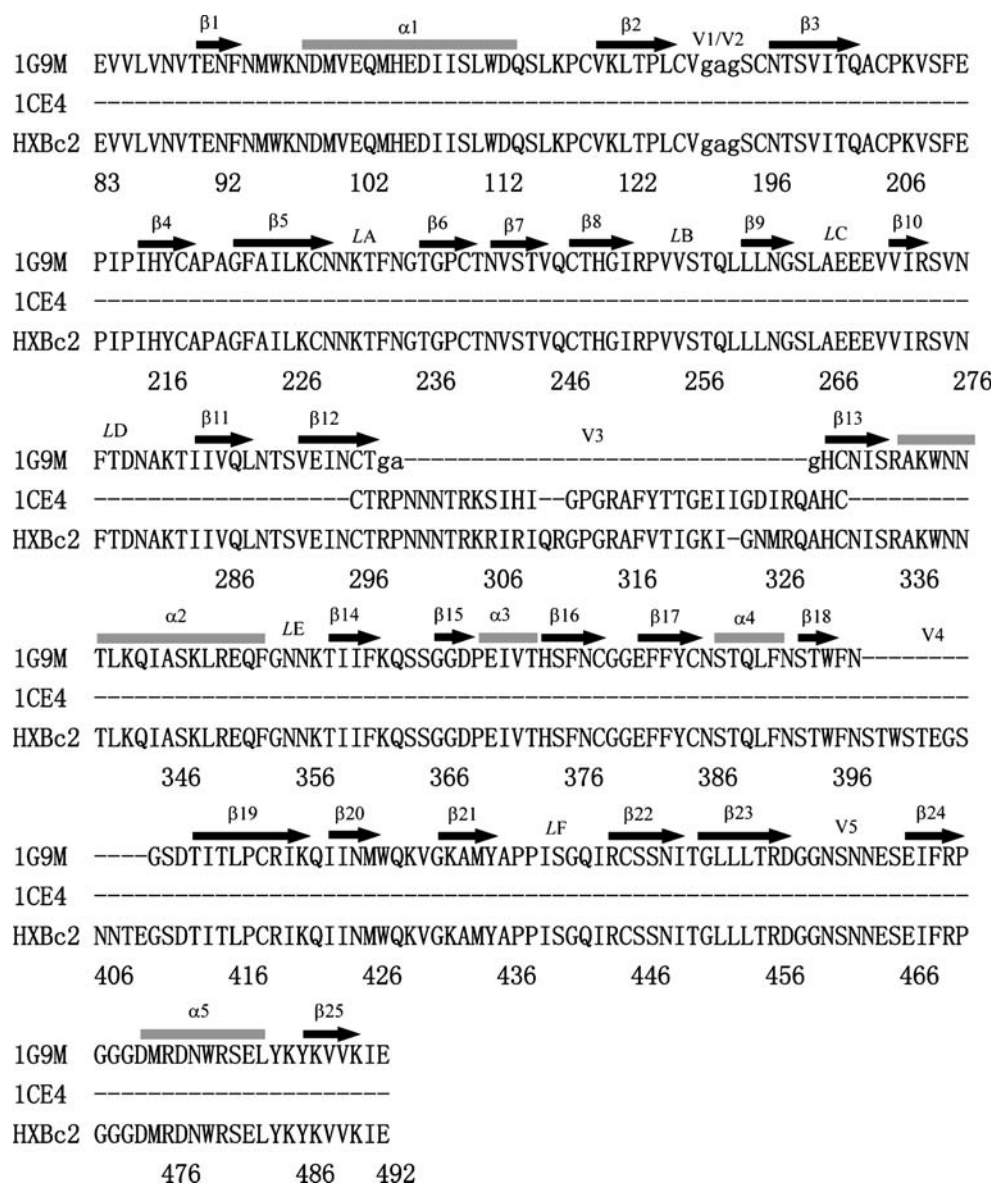 β1 α1 β2 V1/V2 β3
1G9M EVVLVNVTENFNMWKNDMVEQMHEDIISLWDQSLKPCVKLTPLCVgagSCNTSVITQACPKVSFE
1CE4 -----------------------------------------------------------------
HXBc2 EVVLVNVTENFNMWKNDMVEQMHEDIISLWDQSLKPCVKLTPLCVgagSCNTSVITQACPKVSFE
83 92 102 112 122 196 206
β4 β5 LA β6 β7 β8 LB β9 LC β10
1G9M PIPIHYCAPAGFAILKCNNKTFNGTGPCTNVSTVQCTHGIRPVVSTQLLLNGSLAEEEVVIRSVN
1CE4 -----------------------------------------------------------------
HXBc2 PIPIHYCAPAGFAILKCNNKTFNGTGPCTNVSTVQCTHGIRPVVSTQLLLNGSLAEEEVVIRSVN
216 226 236 246 256 266 276
LD β11 β12 V3 β13
1G9M FTDNAKTIIVQLNTSVEINCTga------------------------------gHCNISRAKWNN
1CE4 -------------------CTRPNNNTRKSIHI--GPGRAFYTTGEIIGDIRQAHC---------
HXBc2 FTDNAKTIIVQLNTSVEINCTRPNNNTRKRIRIQRGPGRAFVTIGKI-GNMRQAHCNISRAKWNN
286 296 306 316 326 336
α2 LE β14 β15 α3 β16 β17 α4 β18 V4
1G9M TLKQIASKLREQFGNNKTIIFKQSSGGDPEIVTHSFNCGGEFFYCNSTQLFNSTWFN--------
1CE4 -----------------------------------------------------------------
HXBc2 TLKQIASKLREQFGNNKTIIFKQSSGGDPEIVTHSFNCGGEFFYCNSTQLFNSTWFNSTWSTEGS
346 356 366 376 386 396
β19 β20 β21 LF β22 β23 V5 β24
1G9M ----GSDTITLPCRIKQIINMWQKVGKAMYAPPISGQIRCSSNITGLLLTRDGGNSNNESEIFRP
1CE4 -----------------------------------------------------------------
HXBc2 NNTEGSDTITLPCRIKQIINMWQKVGKAMYAPPISGQIRCSSNITGLLLTRDGGNSNNESEIFRP
406 416 426 436 446 456 466
α5 β25
1G9M GGGDMRDNWRSELYKYKVVKIE
1CE4 ----------------------
HXBc2 GGGDMRDNWRSELYKYKVVKIE
476 486 492